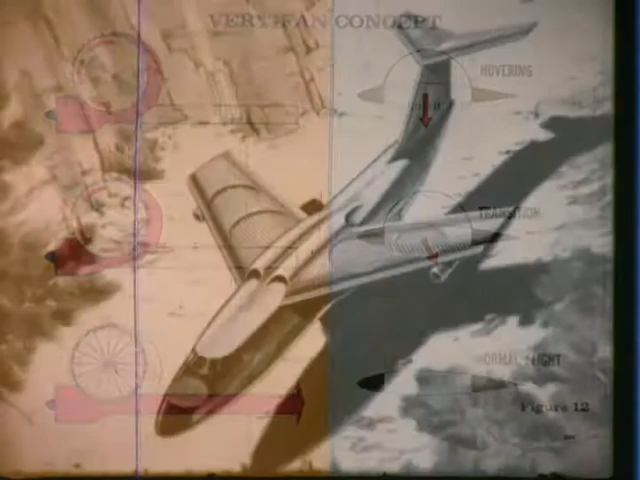 VERTIFAN CONCEPT
HOVERING
TRANSITION
NORMAL FLIGHT
Figure 12